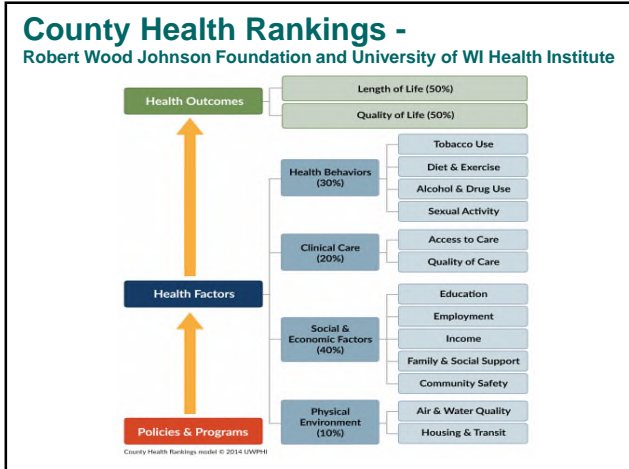 County Health Rankings -
Robert Wood Johnson Foundation and University of WI Health Institute
Health Outcomes
Length of Life (50%)
Quality of Life (50%)
Health Factors
Health Behaviors
(30%)
Tobacco Use
Diet & Exercise
Alcohol & Drug Use
Sexual Activity
Clinical Care
(20%)
Access to Care
Quality of Care
Social &
Economic Factors
(40%)
Education
Employment
Income
Family & Social Support
Community Safety
Physical
Environment
(10%)
Air & Water Quality
Housing & Transit
Policies & Programs
County Health Rankings model © 2014 UWPHI